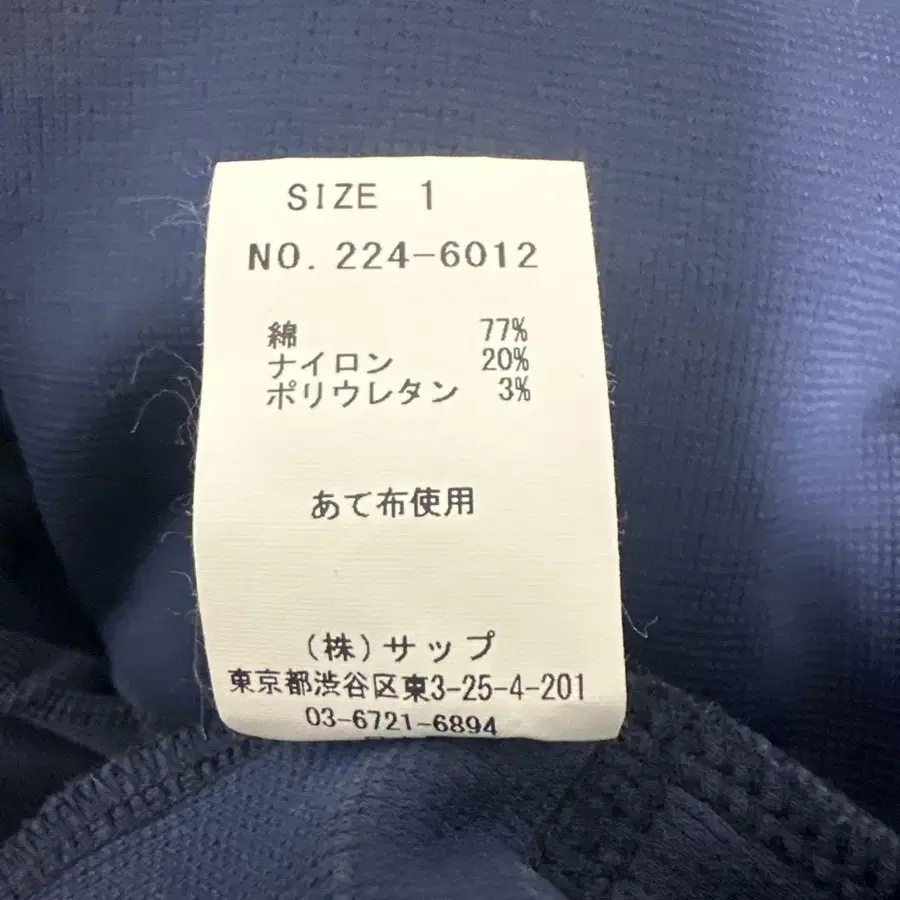 SIZE 1
NO. 224-6012
綿 77%
ナイロン 20%
ポリウレタン 3%
あて布使用
(株)サップ
東京都渋谷区東3-25-4-201
03-6721-6894